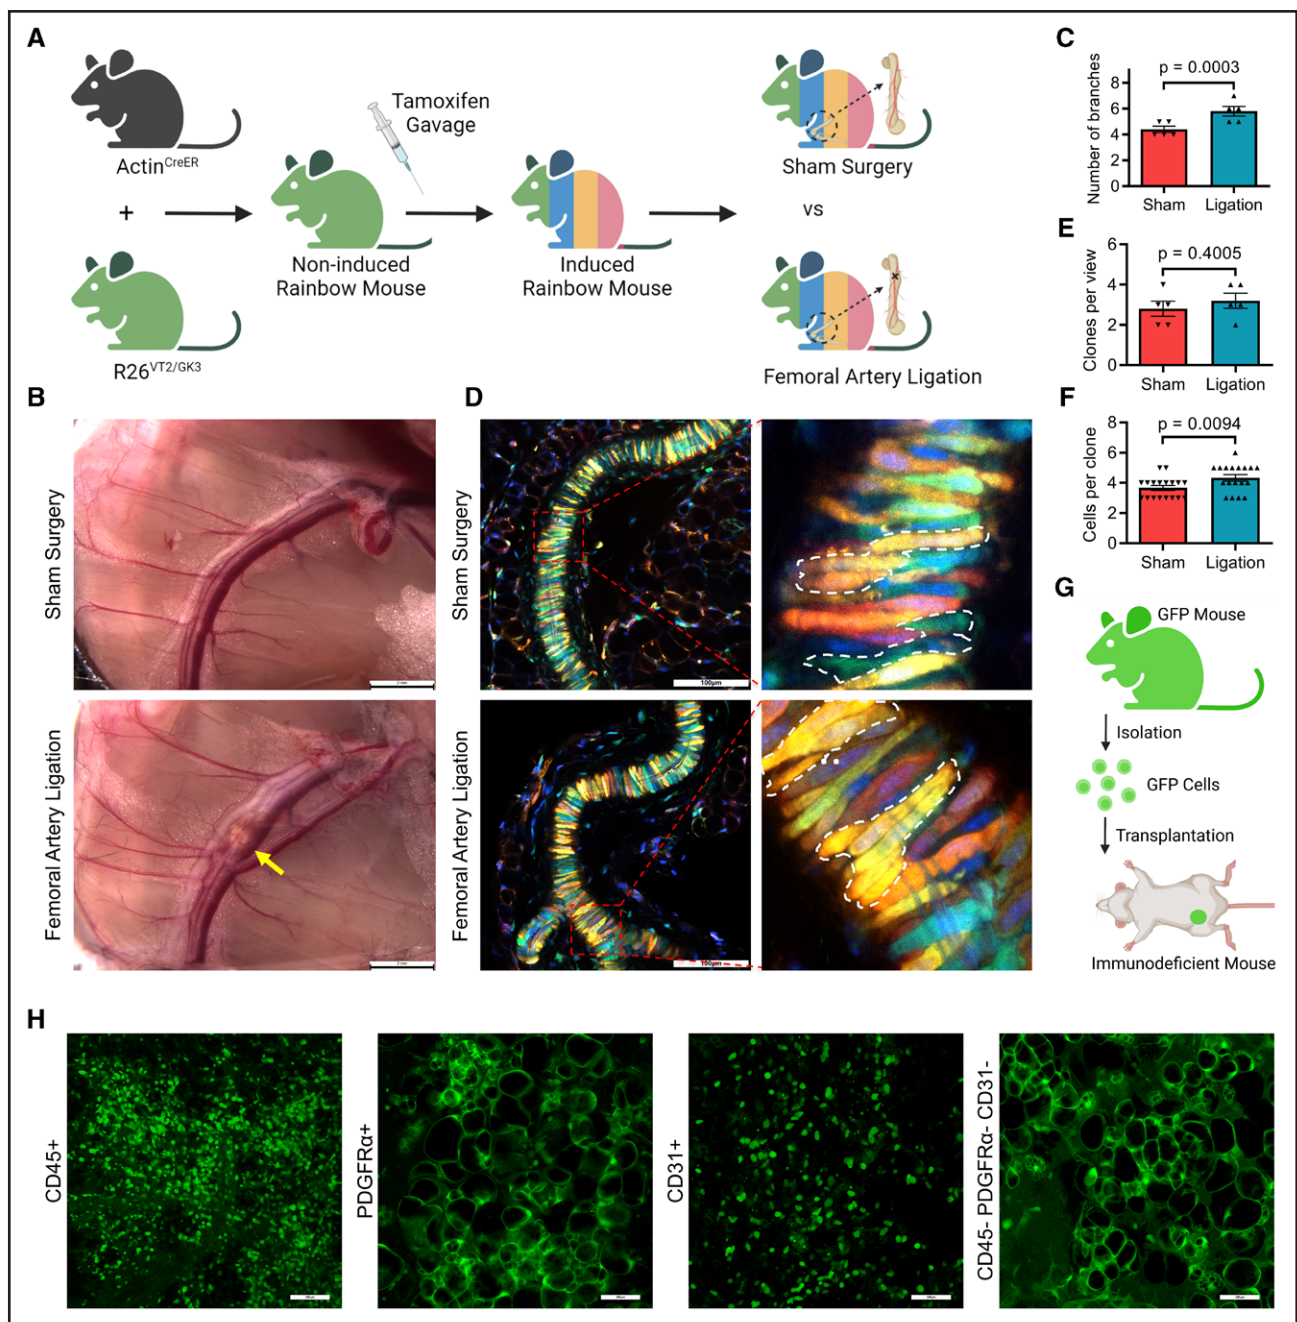 A
Actin^CreER
+
R26^VT2/GK3
Tamoxifen
Gavage
Non-induced
Rainbow Mouse
Induced
Rainbow Mouse
Sham Surgery
vs
Femoral Artery Ligation
C
Number of branches
p = 0.0003
8
6
4
2
0
Sham
Ligation
E
Clones per view
p = 0.4005
6
4
2
0
Sham
Ligation
B
Sham Surgery
Femoral Artery Ligation
D
Sham Surgery
100µm
Femoral Artery Ligation
100µm
F
Cells per clone
p = 0.0094
8
6
4
2
0
Sham
Ligation
G
GFP Mouse
Isolation
GFP Cells
Transplantation
Immunodeficient Mouse
H
CD45+
PDGFRα+
CD31+
CD45- PDGFRα- CD31-